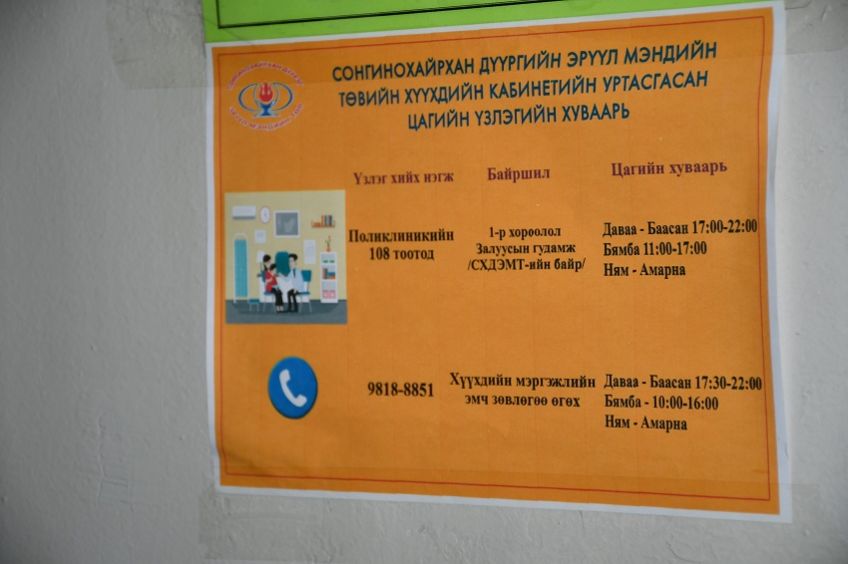 СОНГИНОХАЙРХАН ДҮҮРГИЙН ЭРҮҮЛ МЭНДИЙН
ТӨВИЙН ХҮҮХДИЙН КАБИНЕТИЙН УРТАСГАСАН
ЦАГИЙН ҮЗЛЭГИЙН ХУВААРЬ
Үзлэг хийх нэгж
Байршил
Цагийн хуваарь
Поликлиникийн
108 тоотод
1-р хороолол
Залуусын гудамж
/СХДЭМТ-ийн байр/
Даваа - Баасан 17:00-22:00
Бямба 11:00-17:00
Ням - Амарна
9818-8851
Хүүхдийн мэргэжлийн
эмч зөвлөгөө өгөх
Даваа - Баасан 17:30-22:00
Бямба - 10:00-16:00
Ням - Амарна